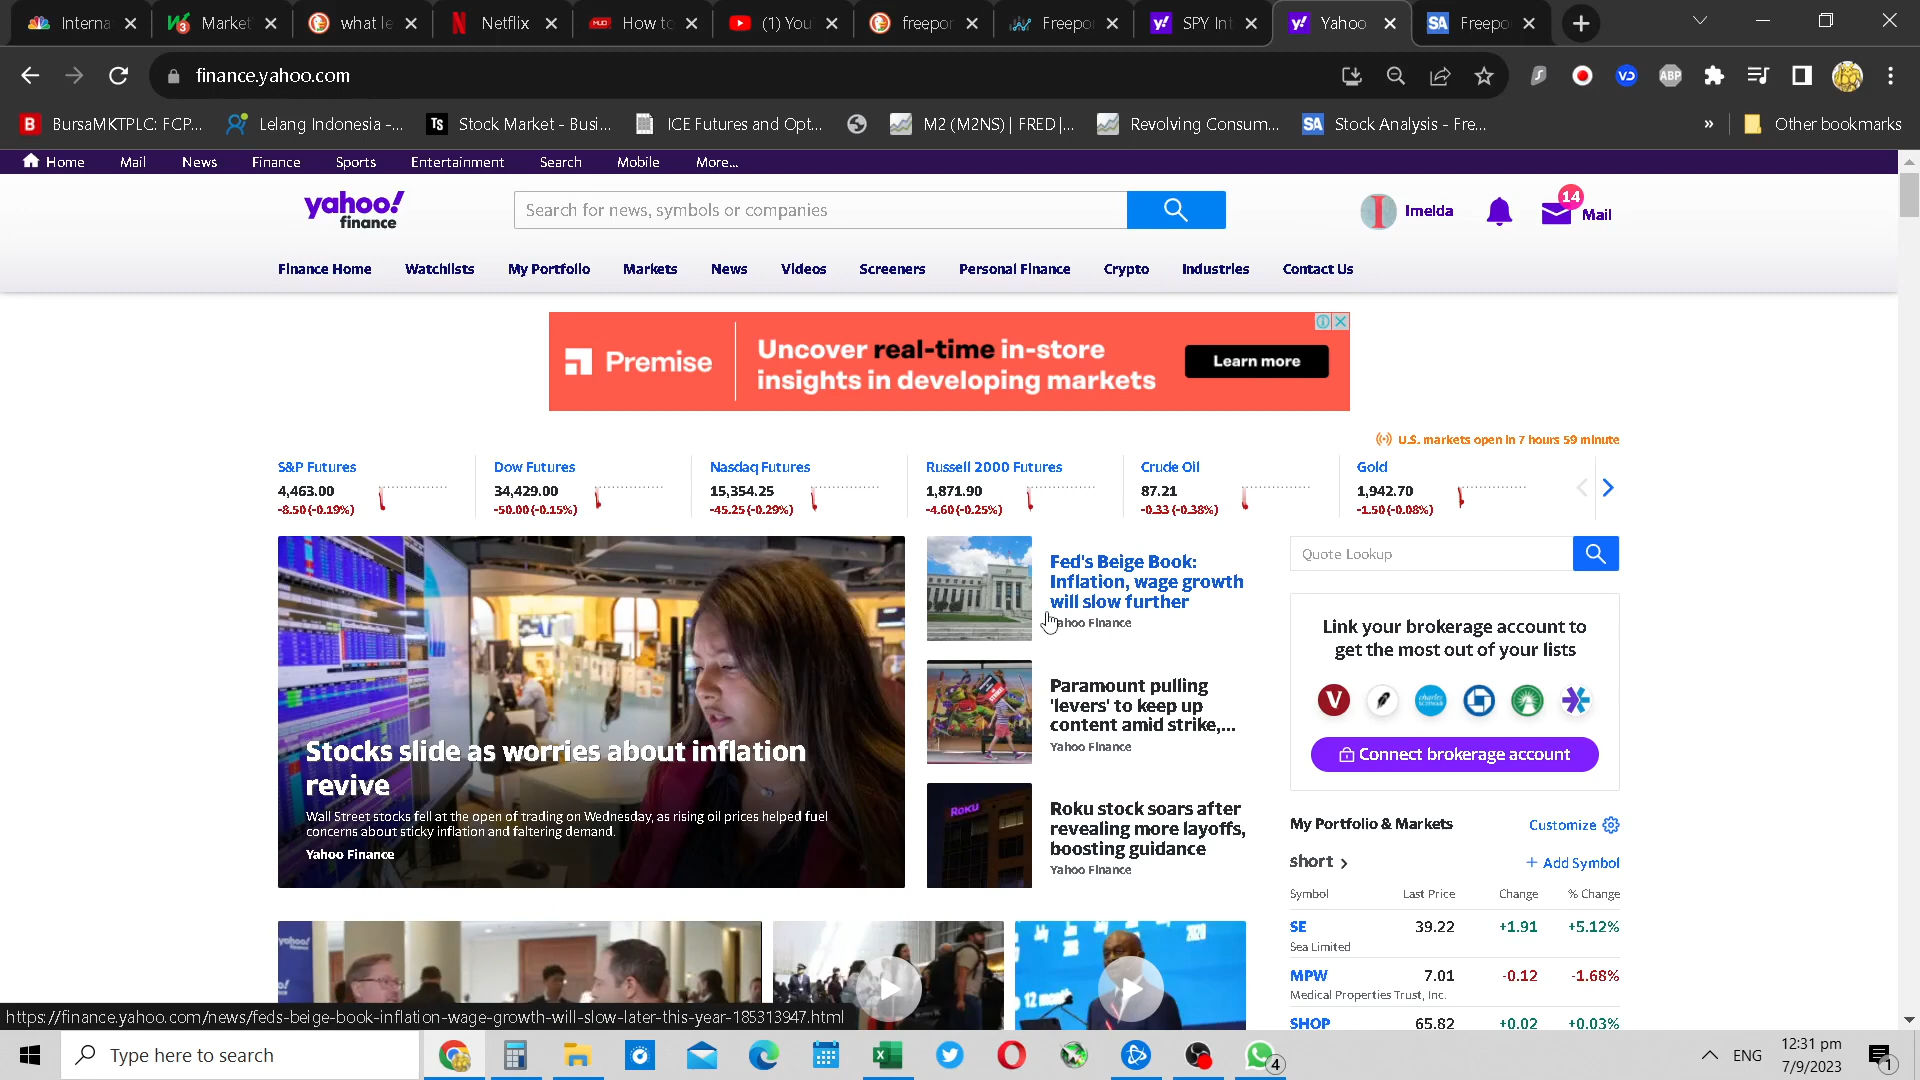 Interna
Market
what le
Netflix
How to
(1) You
freepor
Freepo
SPY Int
Yahoo
Freepo
finance.yahoo.com
BursaMKTPLC: FCP...
Lelang Indonesia -...
Stock Market - Busi...
ICE Futures and Opt...
M2 (M2NS) | FRED |...
Revolving Consum...
Stock Analysis - Fre...
»
Other bookmarks
Home Mail News Finance Sports Entertainment Search Mobile More...
yahoo!
finance
Search for news, symbols or companies
Imelda
14
Mail
Finance Home Watchlists My Portfolio Markets News Videos Screeners Personal Finance Crypto Industries Contact Us
Premise
Uncover real-time in-store
insights in developing markets
Learn more
U.S. markets open in 7 hours 59 minute
S&P Futures
4,463.00
-8.50 (-0.19%)
Dow Futures
34,429.00
-50.00 (-0.15%)
Nasdaq Futures
15,354.25
-45.25 (-0.29%)
Russell 2000 Futures
1,871.90
-4.60 (-0.25%)
Crude Oil
87.21
-0.33 (-0.38%)
Gold
1,942.70
-1.50 (-0.08%)
Stocks slide as worries about inflation
revive
Wall Street stocks fell at the open of trading on Wednesday, as rising oil prices helped fuel
concerns about sticky inflation and faltering demand.
Yahoo Finance
Fed's Beige Book:
Inflation, wage growth
will slow further
Yahoo Finance
Paramount pulling
'levers' to keep up
content amid strike,...
Yahoo Finance
ROKU
Roku stock soars after
revealing more layoffs,
boosting guidance
Yahoo Finance
Quote Lookup
Link your brokerage account to
get the most out of your lists
Connect brokerage account
My Portfolio & Markets
Customize
short >
+ Add Symbol
Symbol Last Price Change % Change
SE 39.22 +1.91 +5.12%
Sea Limited
MPW 7.01 -0.12 -1.68%
Medical Properties Trust, Inc.
SHOP 65.82 +0.02 +0.03%
https://finance.yahoo.com/news/feds-beige-book-inflation-wage-growth-will-slow-later-this-year-185313947.html
Type here to search
4
ENG
12:31 pm
7/9/2023
1